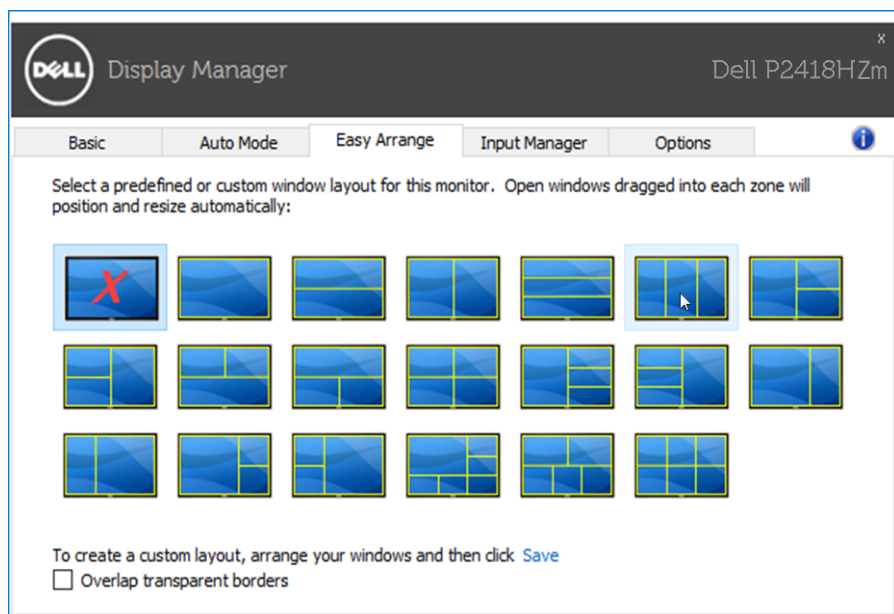 x
DELL Display Manager Dell P2418HZm
Basic Auto Mode Easy Arrange Input Manager Options i
Select a predefined or custom window layout for this monitor. Open windows dragged into each zone will
position and resize automatically:
X
To create a custom layout, arrange your windows and then click Save
Overlap transparent borders